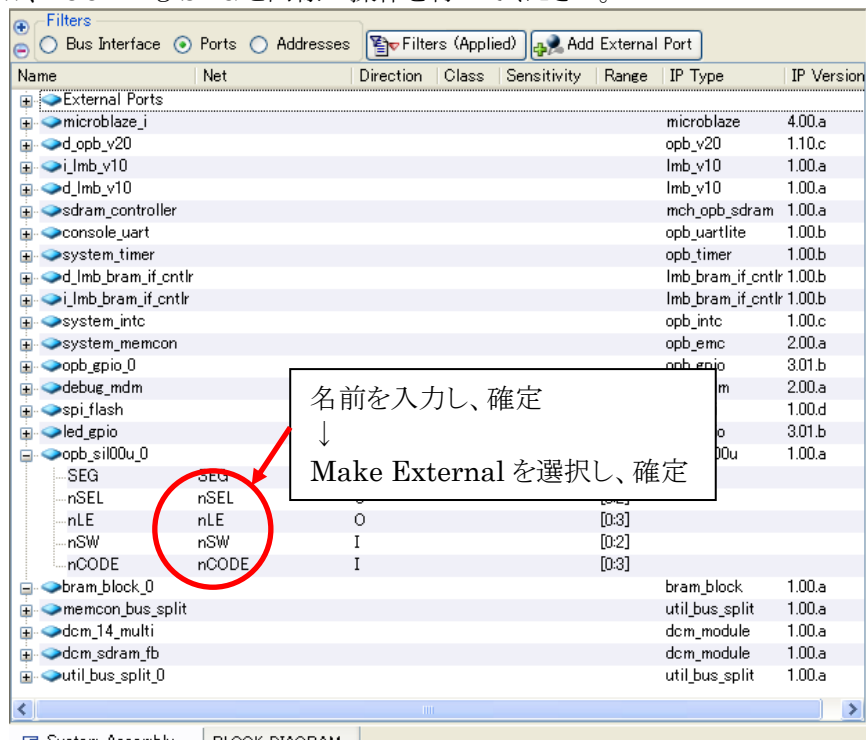 Filters
Bus Interface Ports Addresses Filters (Applied) Add External Port
Name Net Direction Class Sensitivity Range IP Type IP Version
External Ports
microblaze_i microblaze 4.00.a
d_opb_v20 opb_v20 1.10.c
i_lmb_v10 lmb_v10 1.00.a
d_lmb_v10 lmb_v10 1.00.a
sdram_controller mch_opb_sdram 1.00.a
console_uart opb_uartlite 1.00.b
system_timer opb_timer 1.00.b
d_lmb_bram_if_cntlr lmb_bram_if_cntlr 1.00.b
i_lmb_bram_if_cntlr lmb_bram_if_cntlr 1.00.b
system_intc opb_intc 1.00.c
system_memcon opb_emc 2.00.a
opb_gpio_0 opb_gpio 3.01.b
debug_mdm m 2.00.a
spi_flash 1.00.d
led_gpio o 3.01.b
opb_sil00u_0 00u 1.00.a
名前を入力し、確定
↓
Make External を選択し、確定
SEG SEG
nSEL nSEL
nLE nLE O [0:3]
nSW nSW I [0:2]
nCODE nCODE I [0:3]
bram_block_0 bram_block 1.00.a
memcon_bus_split util_bus_split 1.00.a
dcm_14_multi dcm_module 1.00.a
dcm_sdram_fb dcm_module 1.00.a
util_bus_split_0 util_bus_split 1.00.a
System Assembly BLOCK DIAGRAM